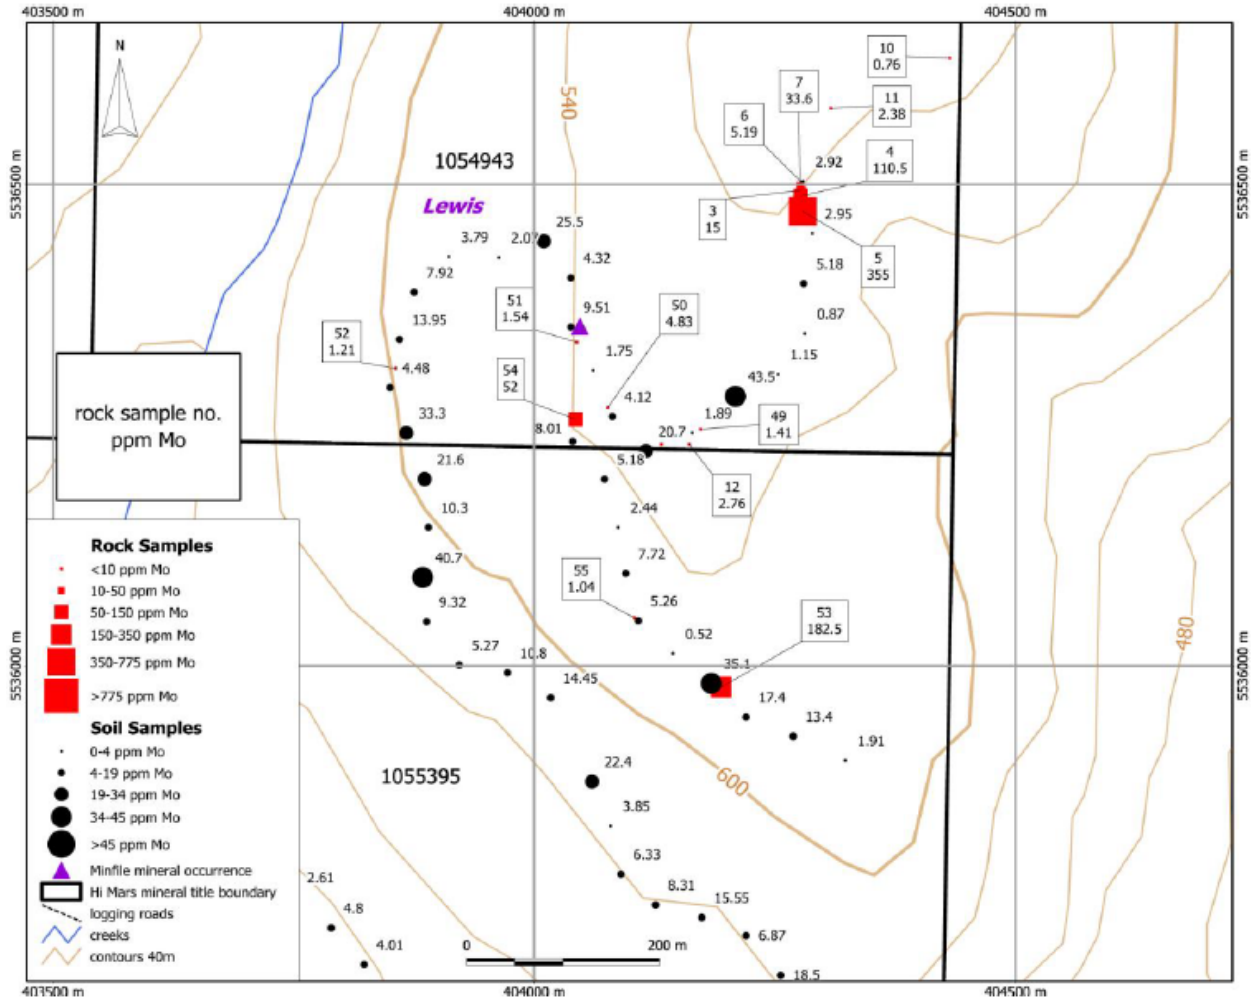 403500 m
404000 m
404500 m
N
10
0.76
7
33.6
11
2.38
540
6
5.19
4
110.5
2.92
1054943
5536500 m
5536500 m
Lewis
3
15
2.95
25.5
3.79
2.07
5
355
7.92
4.32
5.18
51
1.54
9.51
50
4.83
13.95
0.87
52
1.21
1.75
1.15
4.48
54
52
43.5
4.12
rock sample no.
ppm Mo
33.3
1.89
49
1.41
8.01
20.7
21.6
5.18
12
2.76
10.3
2.44
Rock Samples
<10 ppm Mo
10-50 ppm Mo
50-150 ppm Mo
150-350 ppm Mo
350-775 ppm Mo
>775 ppm Mo
40.7
7.72
55
1.04
9.32
5.26
53
182.5
480
0.52
5.27
10.8
35.1
5536000 m
5536000 m
14.45
17.4
13.4
1.91
Soil Samples
0-4 ppm Mo
4-19 ppm Mo
19-34 ppm Mo
34-45 ppm Mo
>45 ppm Mo
Minfile mineral occurrence
Hi Mars mineral title boundary
logging roads
creeks
contours 40m
22.4
1055395
600
3.85
6.33
8.31
15.55
2.61
4.8
4.01
6.87
18.5
0
200 m
403500 m
404000 m
404500 m